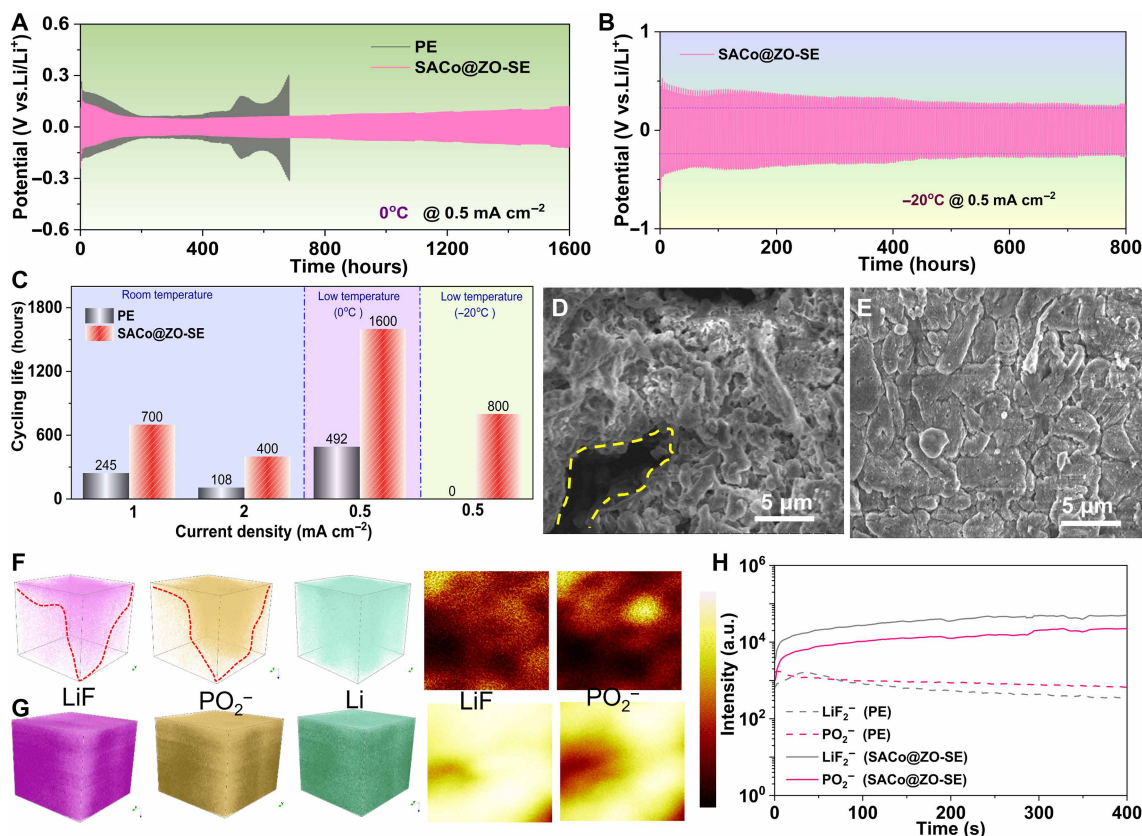 A
0.6
0.3
0.0
−0.3
−0.6
Potential (V vs.Li/Li⁺)
PE
SACo@ZO-SE
0°C @ 0.5 mA cm⁻²
0 400 800 1200 1600
Time (hours)
B
1
0
−1
Potential (V vs.Li/Li⁺)
SACo@ZO-SE
−20°C @ 0.5 mA cm⁻²
0 200 400 600 800
Time (hours)
C
1800
1200
600
0
Cycling life (hours)
Room temperature
Low temperature
(0℃ )
Low temperature
(−20℃ )
PE
SACo@ZO-SE
245
700
108
400
492
1600
0
800
1 2 0.5 0.5
Current density (mA cm⁻²)
D
5 μm
E
5 μm
F
LiF
PO₂⁻
Li
LiF
PO₂⁻
G
H
10⁶
10⁴
10²
10⁰
Intensity (a.u.)
LiF₂⁻ (PE)
PO₂⁻ (PE)
LiF₂⁻ (SACo@ZO-SE)
PO₂⁻ (SACo@ZO-SE)
0 100 200 300 400
Time (s)